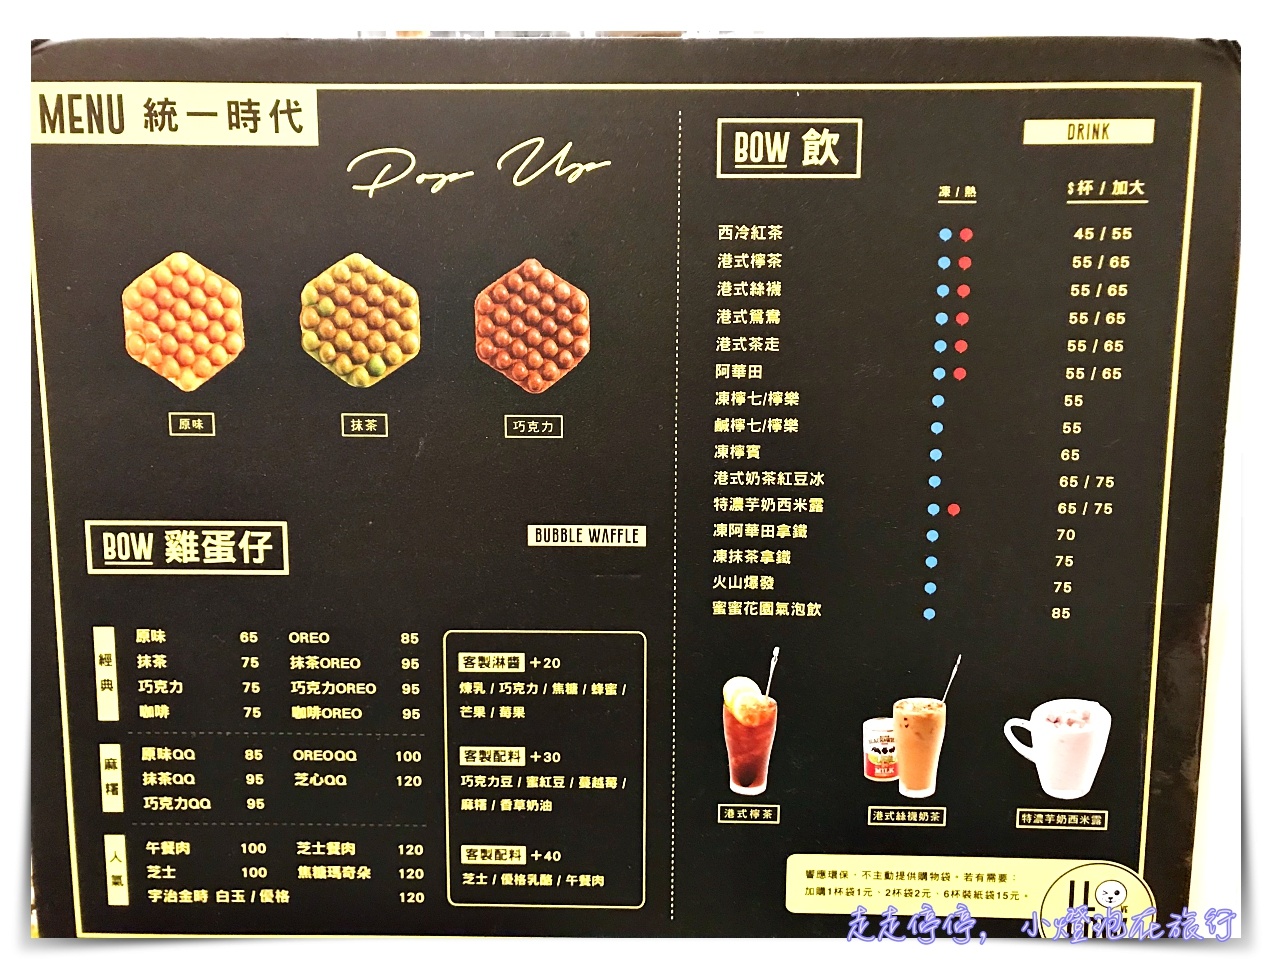 MENU 統一時代
Pop Up
原味
抹茶
巧克力
BOW 雞蛋仔
BUBBLE WAFFLE
經典
原味 65 OREO 85
抹茶 75 抹茶OREO 95
巧克力 75 巧克力OREO 95
咖啡 75 咖啡OREO 95
麻糬
原味QQ 85 OREOQQ 100
抹茶QQ 95 芝心QQ 120
巧克力QQ 95
人氣
午餐肉 100 芝士餐肉 120
芝士 100 焦糖瑪奇朵 120
宇治金時 白玉 / 優格 120
客製淋醬 +20
煉乳 / 巧克力 / 焦糖 / 蜂蜜 /
芒果 / 莓果
客製配料 +30
巧克力豆 / 蜜紅豆 / 蔓越莓 /
麻糬 / 香草奶油
客製配料 +40
芝士 / 優格乳酪 / 午餐肉
BOW 飲
DRINK
凍 / 熱
$杯 / 加大
西冷紅茶 45 / 55
港式檸茶 55 / 65
港式絲襪 55 / 65
港式鴛鴦 55 / 65
港式茶走 55 / 65
阿華田 55 / 65
凍檸七/檸樂 55
鹹檸七/檸樂 55
凍檸賓 65
港式奶茶紅豆冰 65 / 75
特濃芋奶西米露 65 / 75
凍阿華田拿鐵 70
凍抹茶拿鐵 75
火山爆發 75
蜜蜜花園氣泡飲 85
MILK
港式檸茶
港式絲襪奶茶
特濃芋奶西米露
響應環保，不主動提供購物袋。若有需要：
加購1杯袋1元、2杯袋2元、6杯裝紙袋15元。
走走停停，小燈泡在旅行